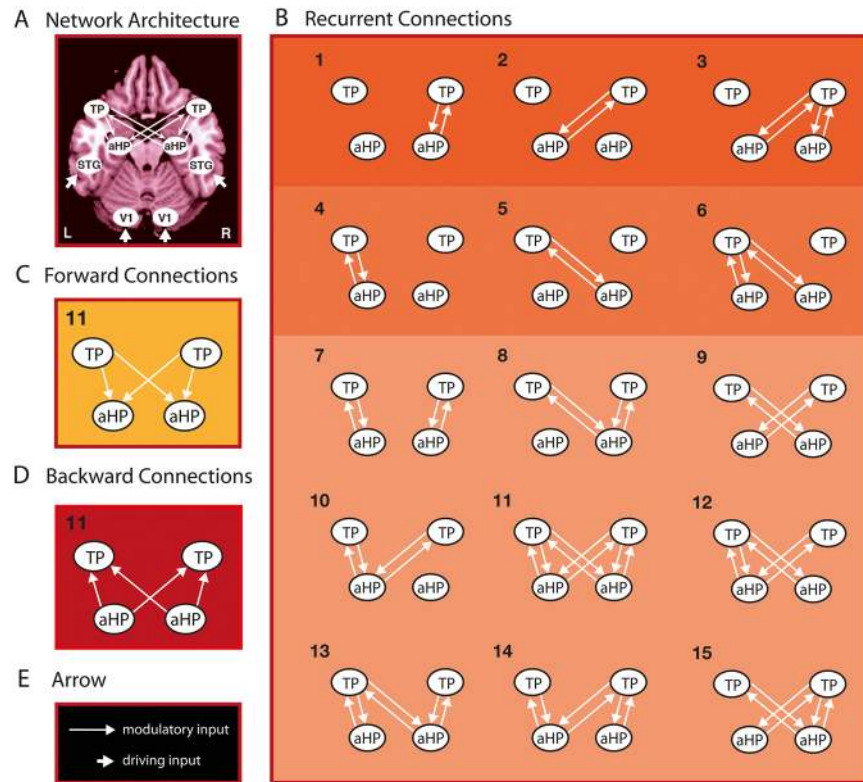 A Network Architecture
TP TP
aHP aHP
STG STG
V1 V1
L R
B Recurrent Connections
1 2 3
TP TP TP TP TP TP
aHP aHP aHP aHP aHP aHP
4 5 6
TP TP TP TP TP TP
aHP aHP aHP aHP aHP aHP
7 8 9
TP TP TP TP TP TP
aHP aHP aHP aHP aHP aHP
10 11 12
TP TP TP TP TP TP
aHP aHP aHP aHP aHP aHP
13 14 15
TP TP TP TP TP TP
aHP aHP aHP aHP aHP aHP
C Forward Connections
11
TP TP
aHP aHP
D Backward Connections
11
TP TP
aHP aHP
E Arrow
modulatory input
driving input